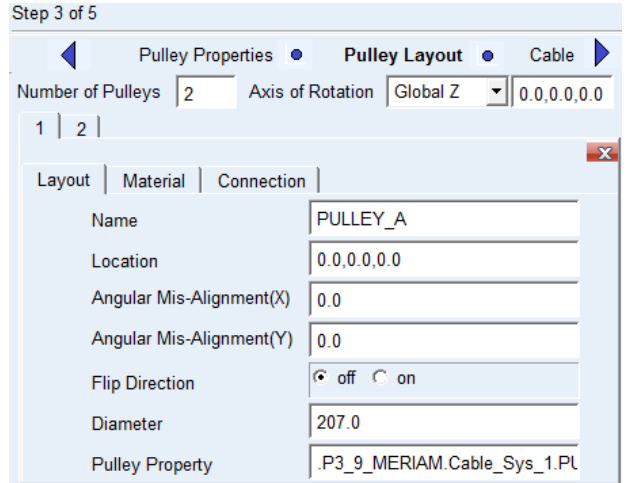 Step 3 of 5
Pulley Properties Pulley Layout Cable
Number of Pulleys 2 Axis of Rotation Global Z 0.0,0.0,0.0
1 2
Layout Material Connection
Name PULLEY_A
Location 0.0,0.0,0.0
Angular Mis-Alignment(X) 0.0
Angular Mis-Alignment(Y) 0.0
Flip Direction off on
Diameter 207.0
Pulley Property .P3_9_MERIAM.Cable_Sys_1.PU